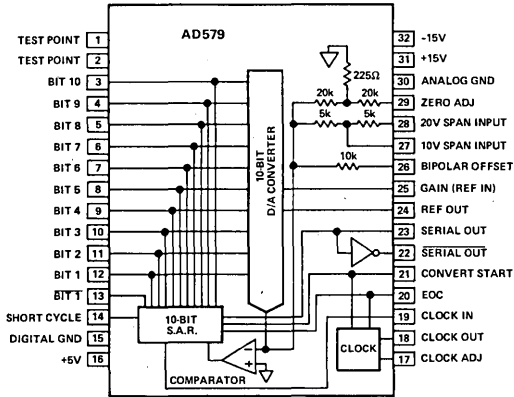 AD579
TEST POINT 1
TEST POINT 2
BIT 10 3
BIT 9 4
BIT 8 5
BIT 7 6
BIT 6 7
BIT 5 8
BIT 4 9
BIT 3 10
BIT 2 11
BIT 1 12
BIT 1 13
SHORT CYCLE 14
DIGITAL GND 15
+5V 16
10-BIT
D/A CONVERTER
10-BIT
S.A.R.
COMPARATOR
-
+
CLOCK
225Ω
20k 20k
5k 5k
10k
32 -15V
31 +15V
30 ANALOG GND
29 ZERO ADJ
28 20V SPAN INPUT
27 10V SPAN INPUT
26 BIPOLAR OFFSET
25 GAIN (REF IN)
24 REF OUT
23 SERIAL OUT
22 SERIAL OUT
21 CONVERT START
20 EOC
19 CLOCK IN
18 CLOCK OUT
17 CLOCK ADJ